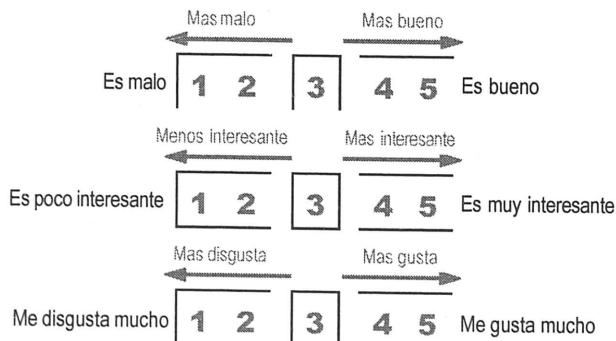 Mas malo Mas bueno
Es malo 1 2 3 4 5 Es bueno
Menos interesante Mas interesante
Es poco interesante 1 2 3 4 5 Es muy interesante
Mas disgusta Mas gusta
Me disgusta mucho 1 2 3 4 5 Me gusta mucho